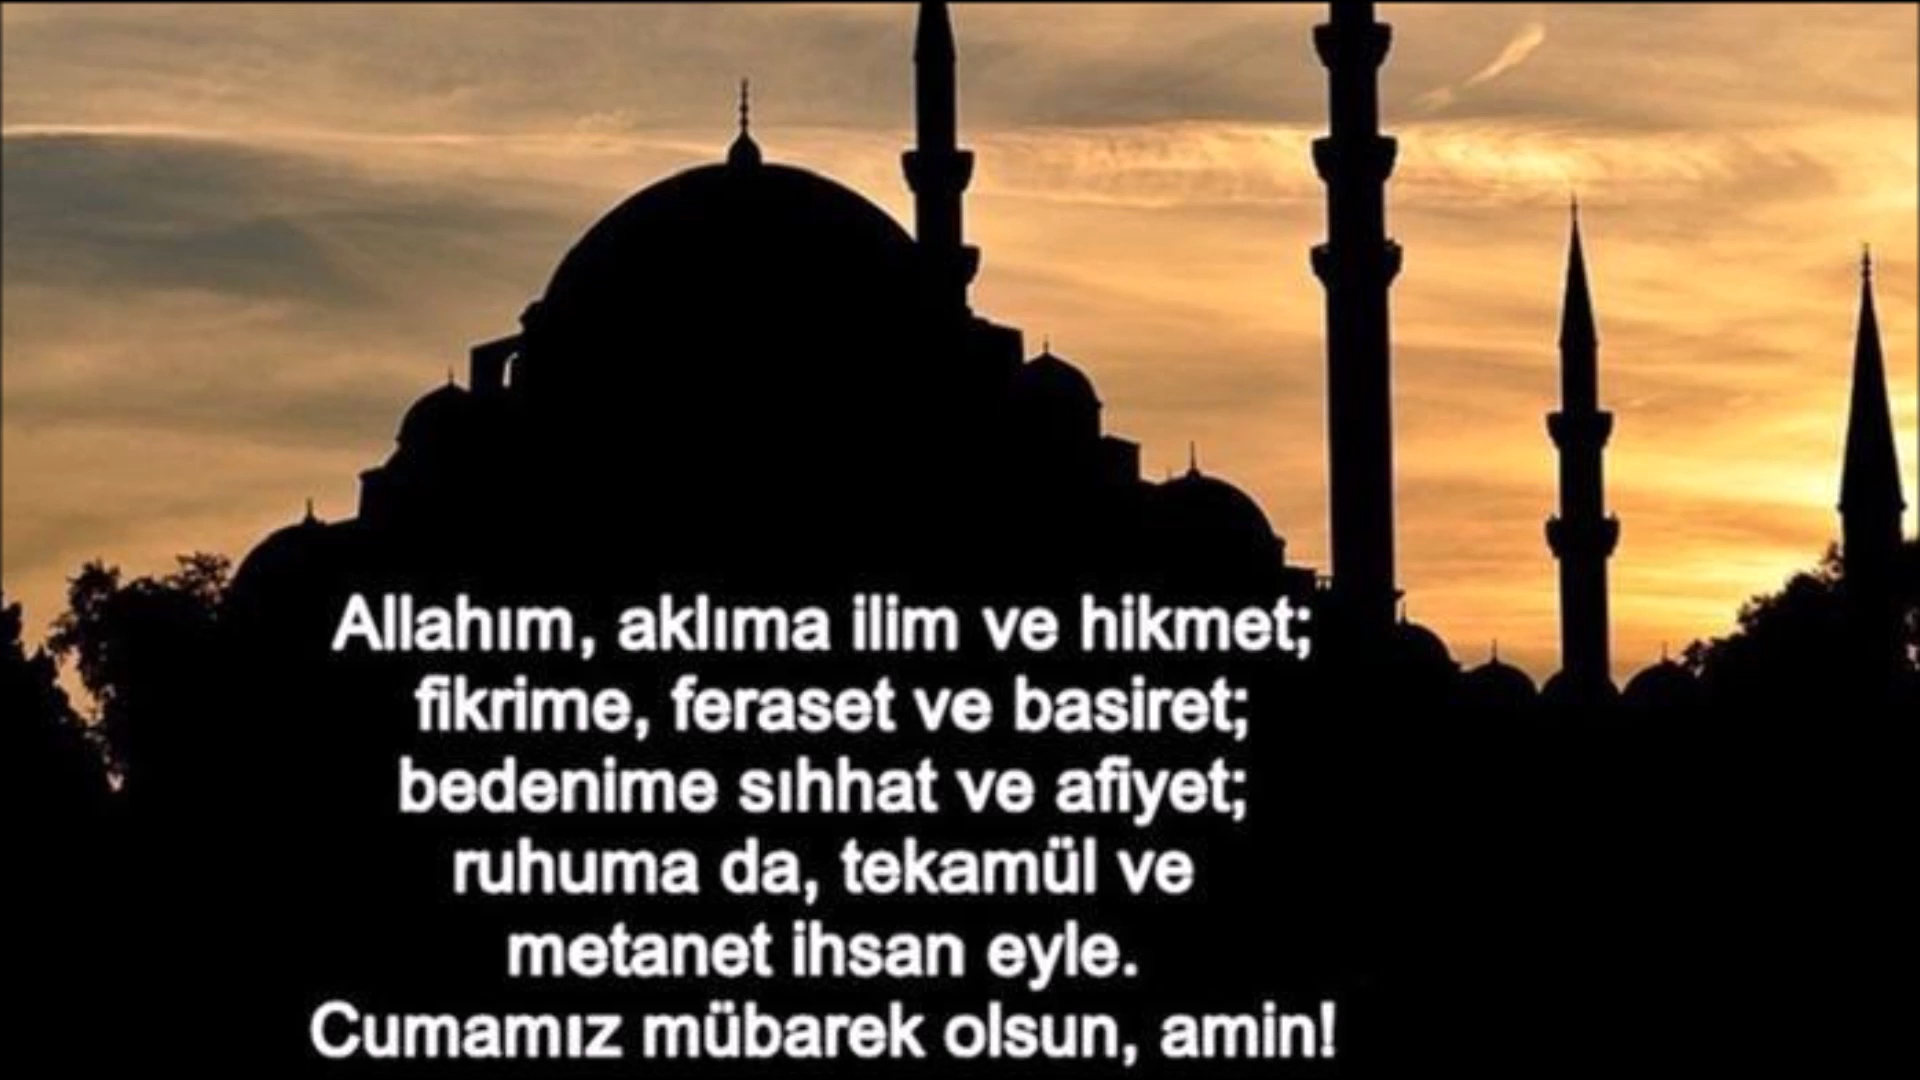 Allahım, aklıma ilim ve hikmet;
fikrime, feraset ve basiret;
bedenime sıhhat ve afiyet;
ruhuma da, tekamül ve
metanet ihsan eyle.
Cumamız mübarek olsun, amin!